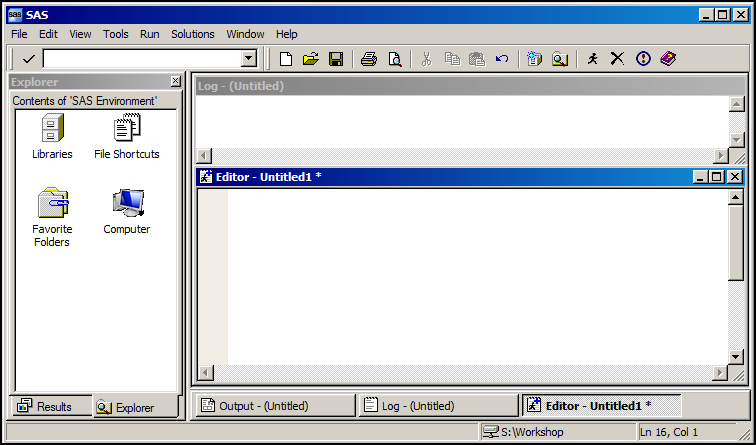 sas SAS
File Edit View Tools Run Solutions Window Help
Explorer
Contents of 'SAS Environment'
Libraries
File Shortcuts
Favorite
Folders
Computer
Results
Explorer
Log - (Untitled)
Editor - Untitled1 *
Output - (Untitled)
Log - (Untitled)
Editor - Untitled1 *
S:\Workshop
Ln 16, Col 1